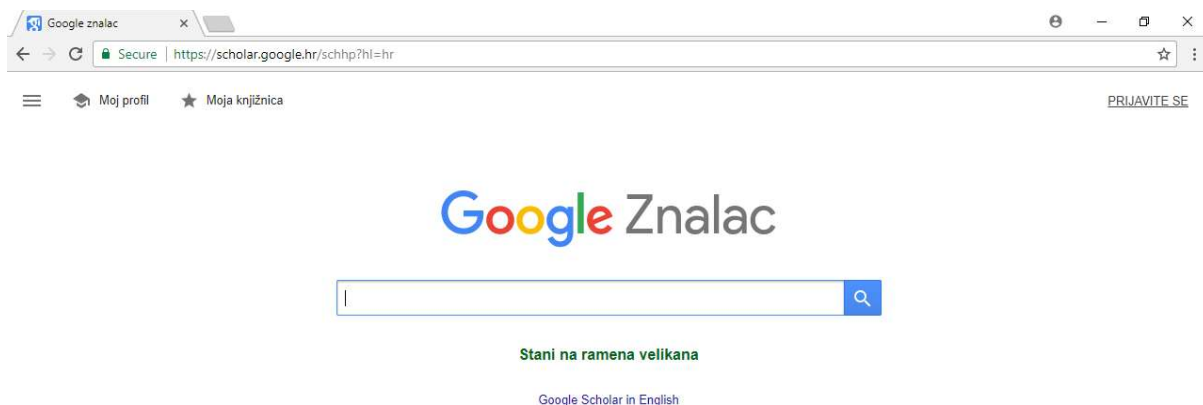 Google znalac
Secure https://scholar.google.hr/schhp?hl=hr
Moj profil Moja knjižnica PRIJAVITE SE
Google Znalac
Stani na ramena velikana
Google Scholar in English